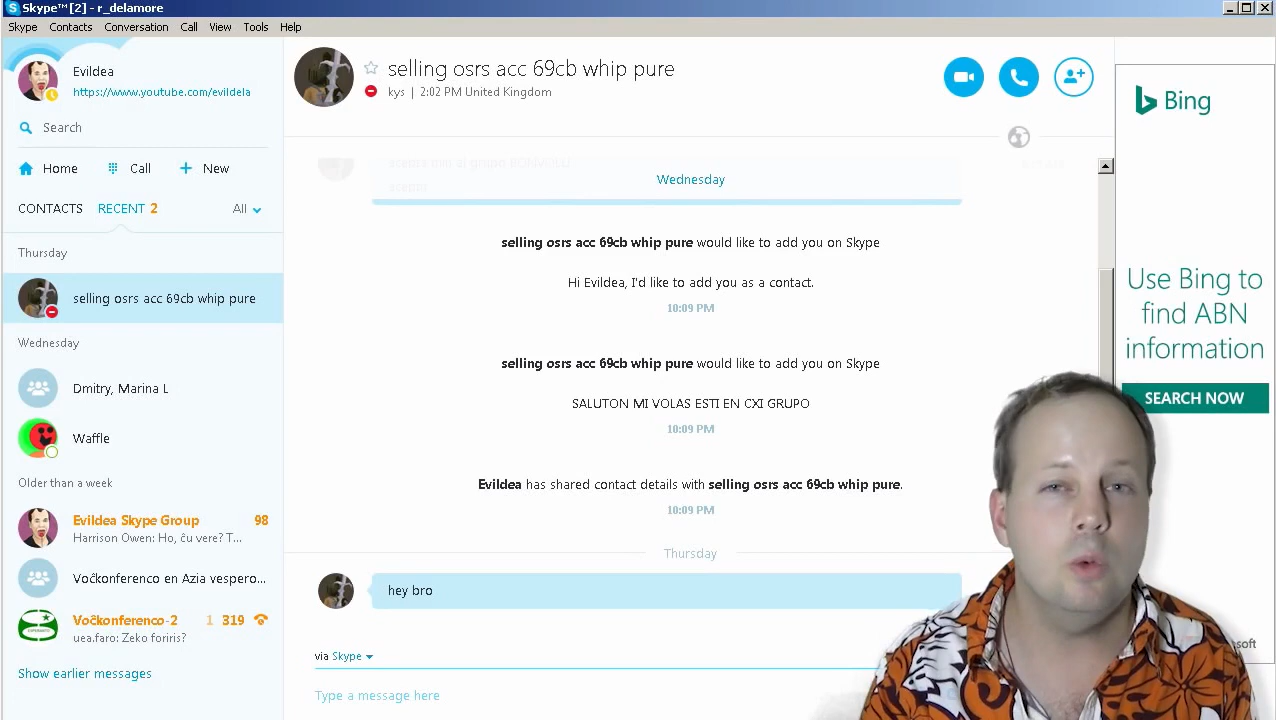 Skype™ [2] - r_delamore
Skype Contacts Conversation Call View Tools Help
Evildea
https://www.youtube.com/evildela
Search
Home Call New
CONTACTS RECENT 2 All
Thursday
selling osrs acc 69cb whip pure
Wednesday
Dmitry, Marina L
Waffle
Older than a week
Evildea Skype Group 98
Harrison Owen: Ho, ĉu vere? T...
Voĉkonferenco en Azia vespero...
Voĉkonferenco-2 1 319
ESPERANTO
uea.faro: Zeko foriris?
Show earlier messages
selling osrs acc 69cb whip pure
kys | 2:02 PM United Kingdom
Wednesday
selling osrs acc 69cb whip pure would like to add you on Skype
Hi Evildea, I'd like to add you as a contact.
10:09 PM
selling osrs acc 69cb whip pure would like to add you on Skype
SALUTON MI VOLAS ESTI EN CXI GRUPO
10:09 PM
Evildea has shared contact details with selling osrs acc 69cb whip pure.
10:09 PM
Thursday
hey bro
via Skype
Type a message here
Bing
Use Bing to
find ABN
information
SEARCH NOW